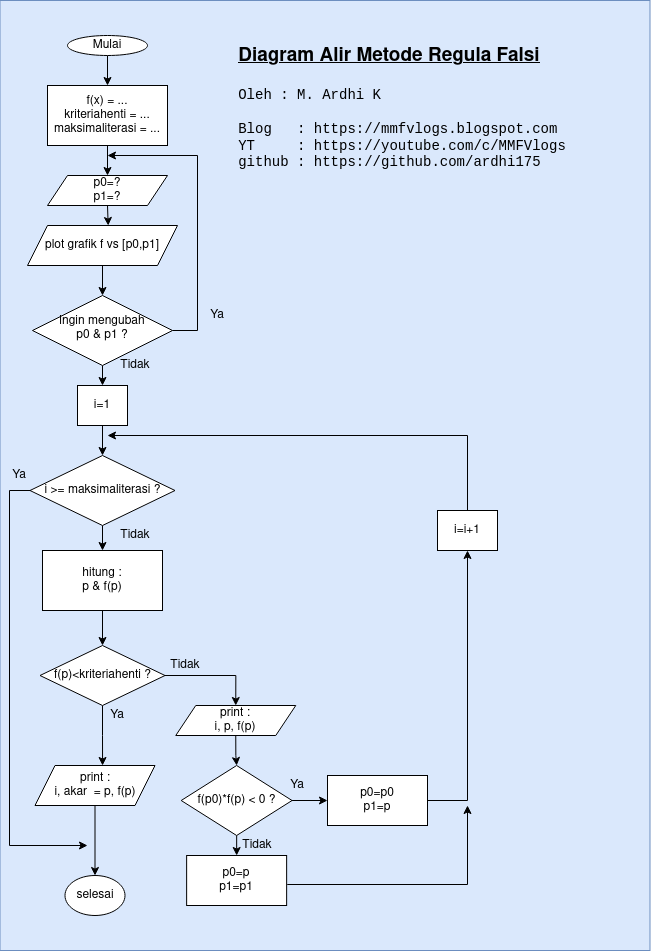 Mulai
Diagram Alir Metode Regula Falsi
Oleh : M. Ardhi K
Blog   : https://mmfvlogs.blogspot.com
YT     : https://youtube.com/c/MMFVlogs
github : https://github.com/ardhi175
f(x) = ...
kriteriahenti = ...
maksimaliterasi = ...
p0=?
p1=?
plot grafik f vs [p0,p1]
Ingin mengubah
p0 & p1 ?
Ya
Tidak
i=1
Ya
i >= maksimaliterasi ?
Tidak
i=i+1
hitung :
p & f(p)
f(p)<kriteriahenti ?
Tidak
Ya
print :
i, p, f(p)
print :
i, akar  = p, f(p)
f(p0)*f(p) < 0 ?
Ya
p0=p0
p1=p
Tidak
p0=p
p1=p1
selesai